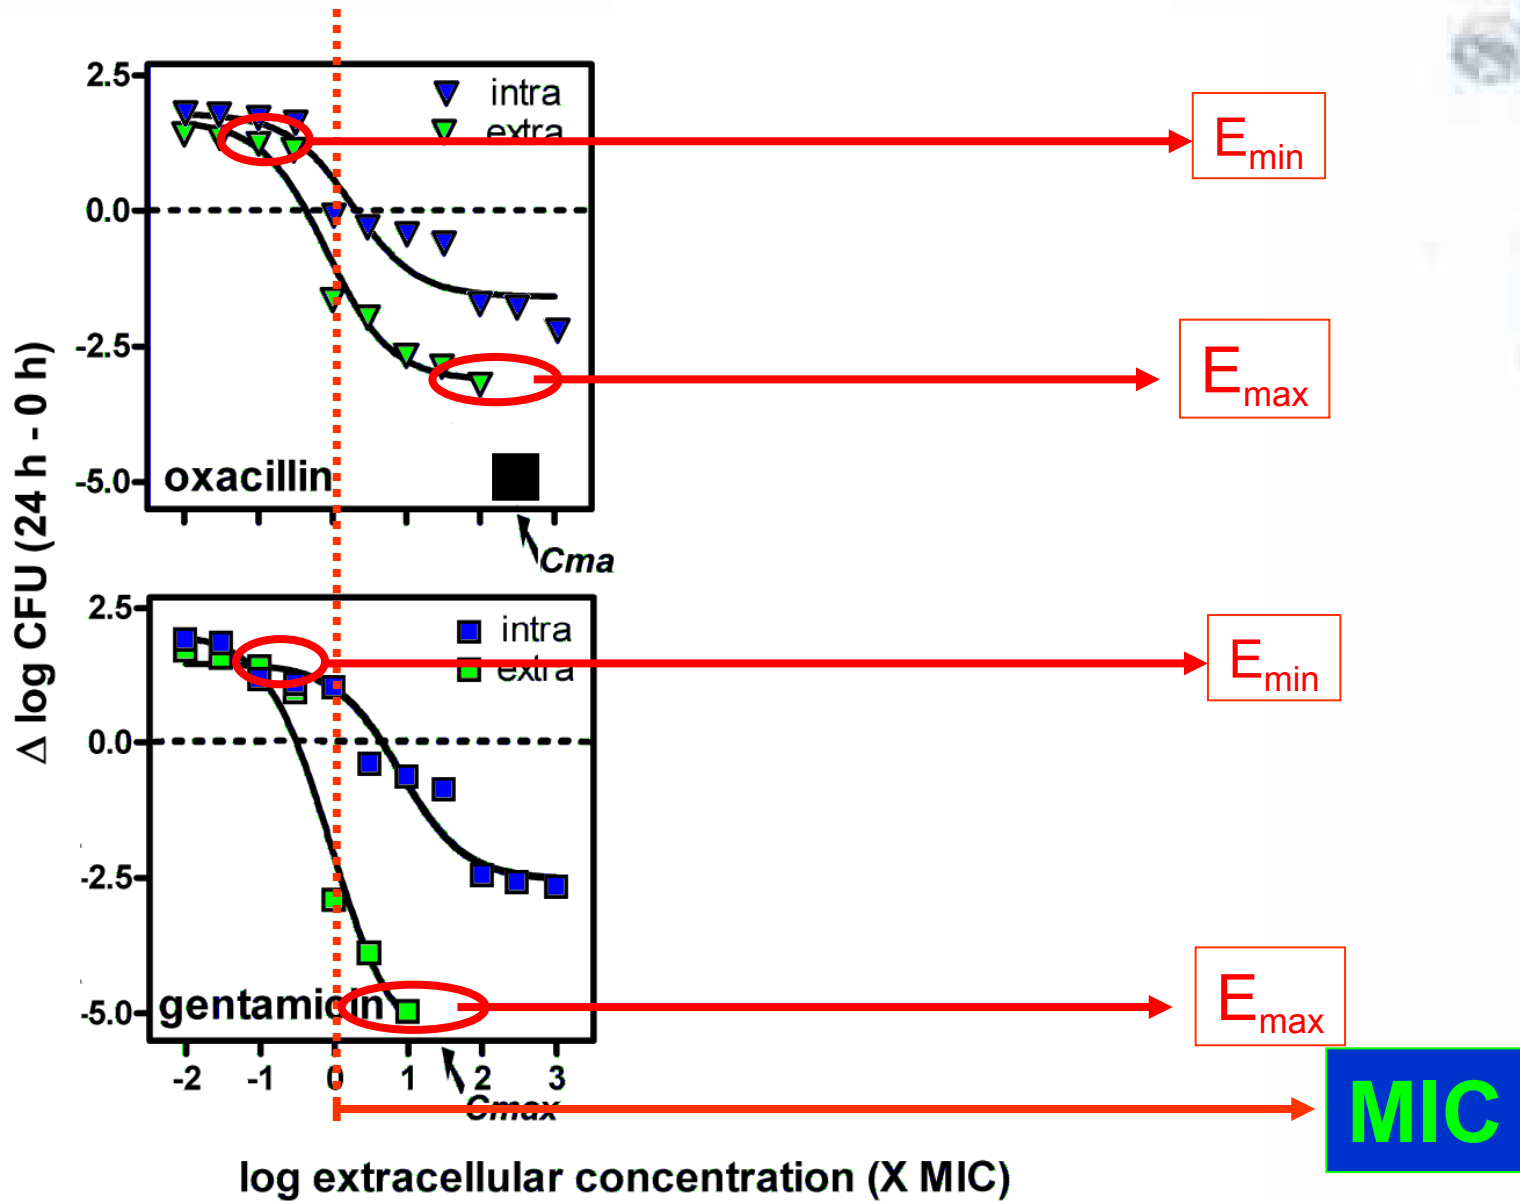 2.5
intra
extra
E min
0.0
-2.5
E max
-5.0
oxacillin
Cma
Δ log CFU (24 h - 0 h)
2.5
intra
extra
E min
0.0
-2.5
-5.0
gentamicin
E max
-2 -1 0 1 2 3
Cmax
MIC
log extracellular concentration (X MIC)